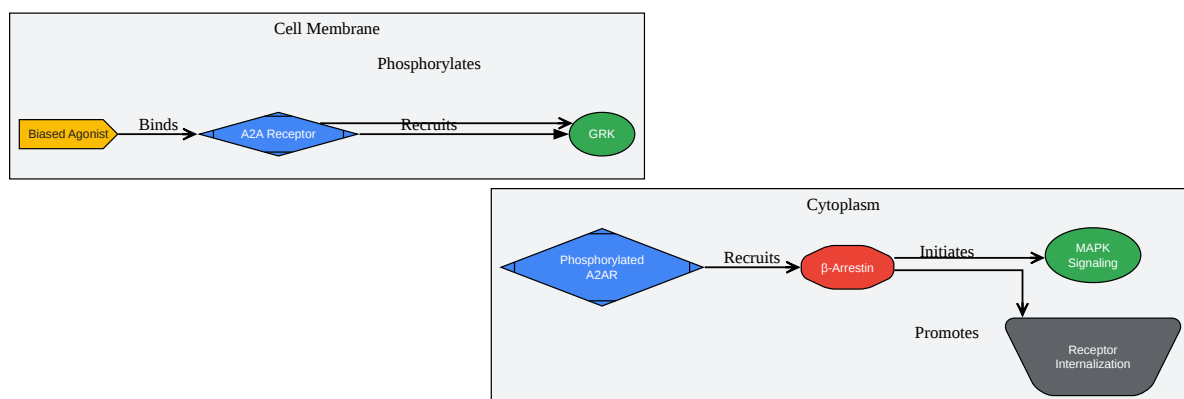 Cell Membrane
Phosphorylates
Biased Agonist
Binds
A2A Receptor
Recruits
GRK
Cytoplasm
Phosphorylated
A2AR
Recruits
β-Arrestin
Initiates
MAPK
Signaling
Promotes
Receptor
Internalization